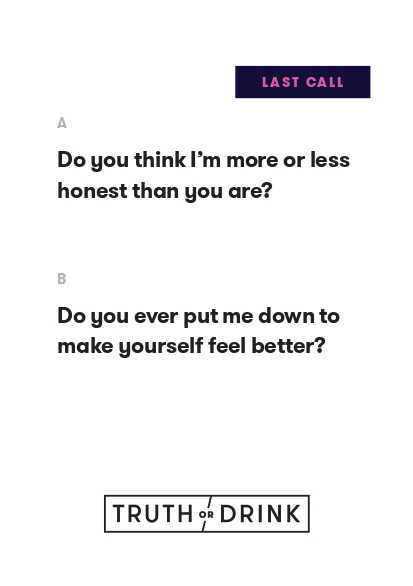 LAST CALL
A
Do you think I’m more or less
honest than you are?
B
Do you ever put me down to
make yourself feel better?
TRUTH OR DRINK